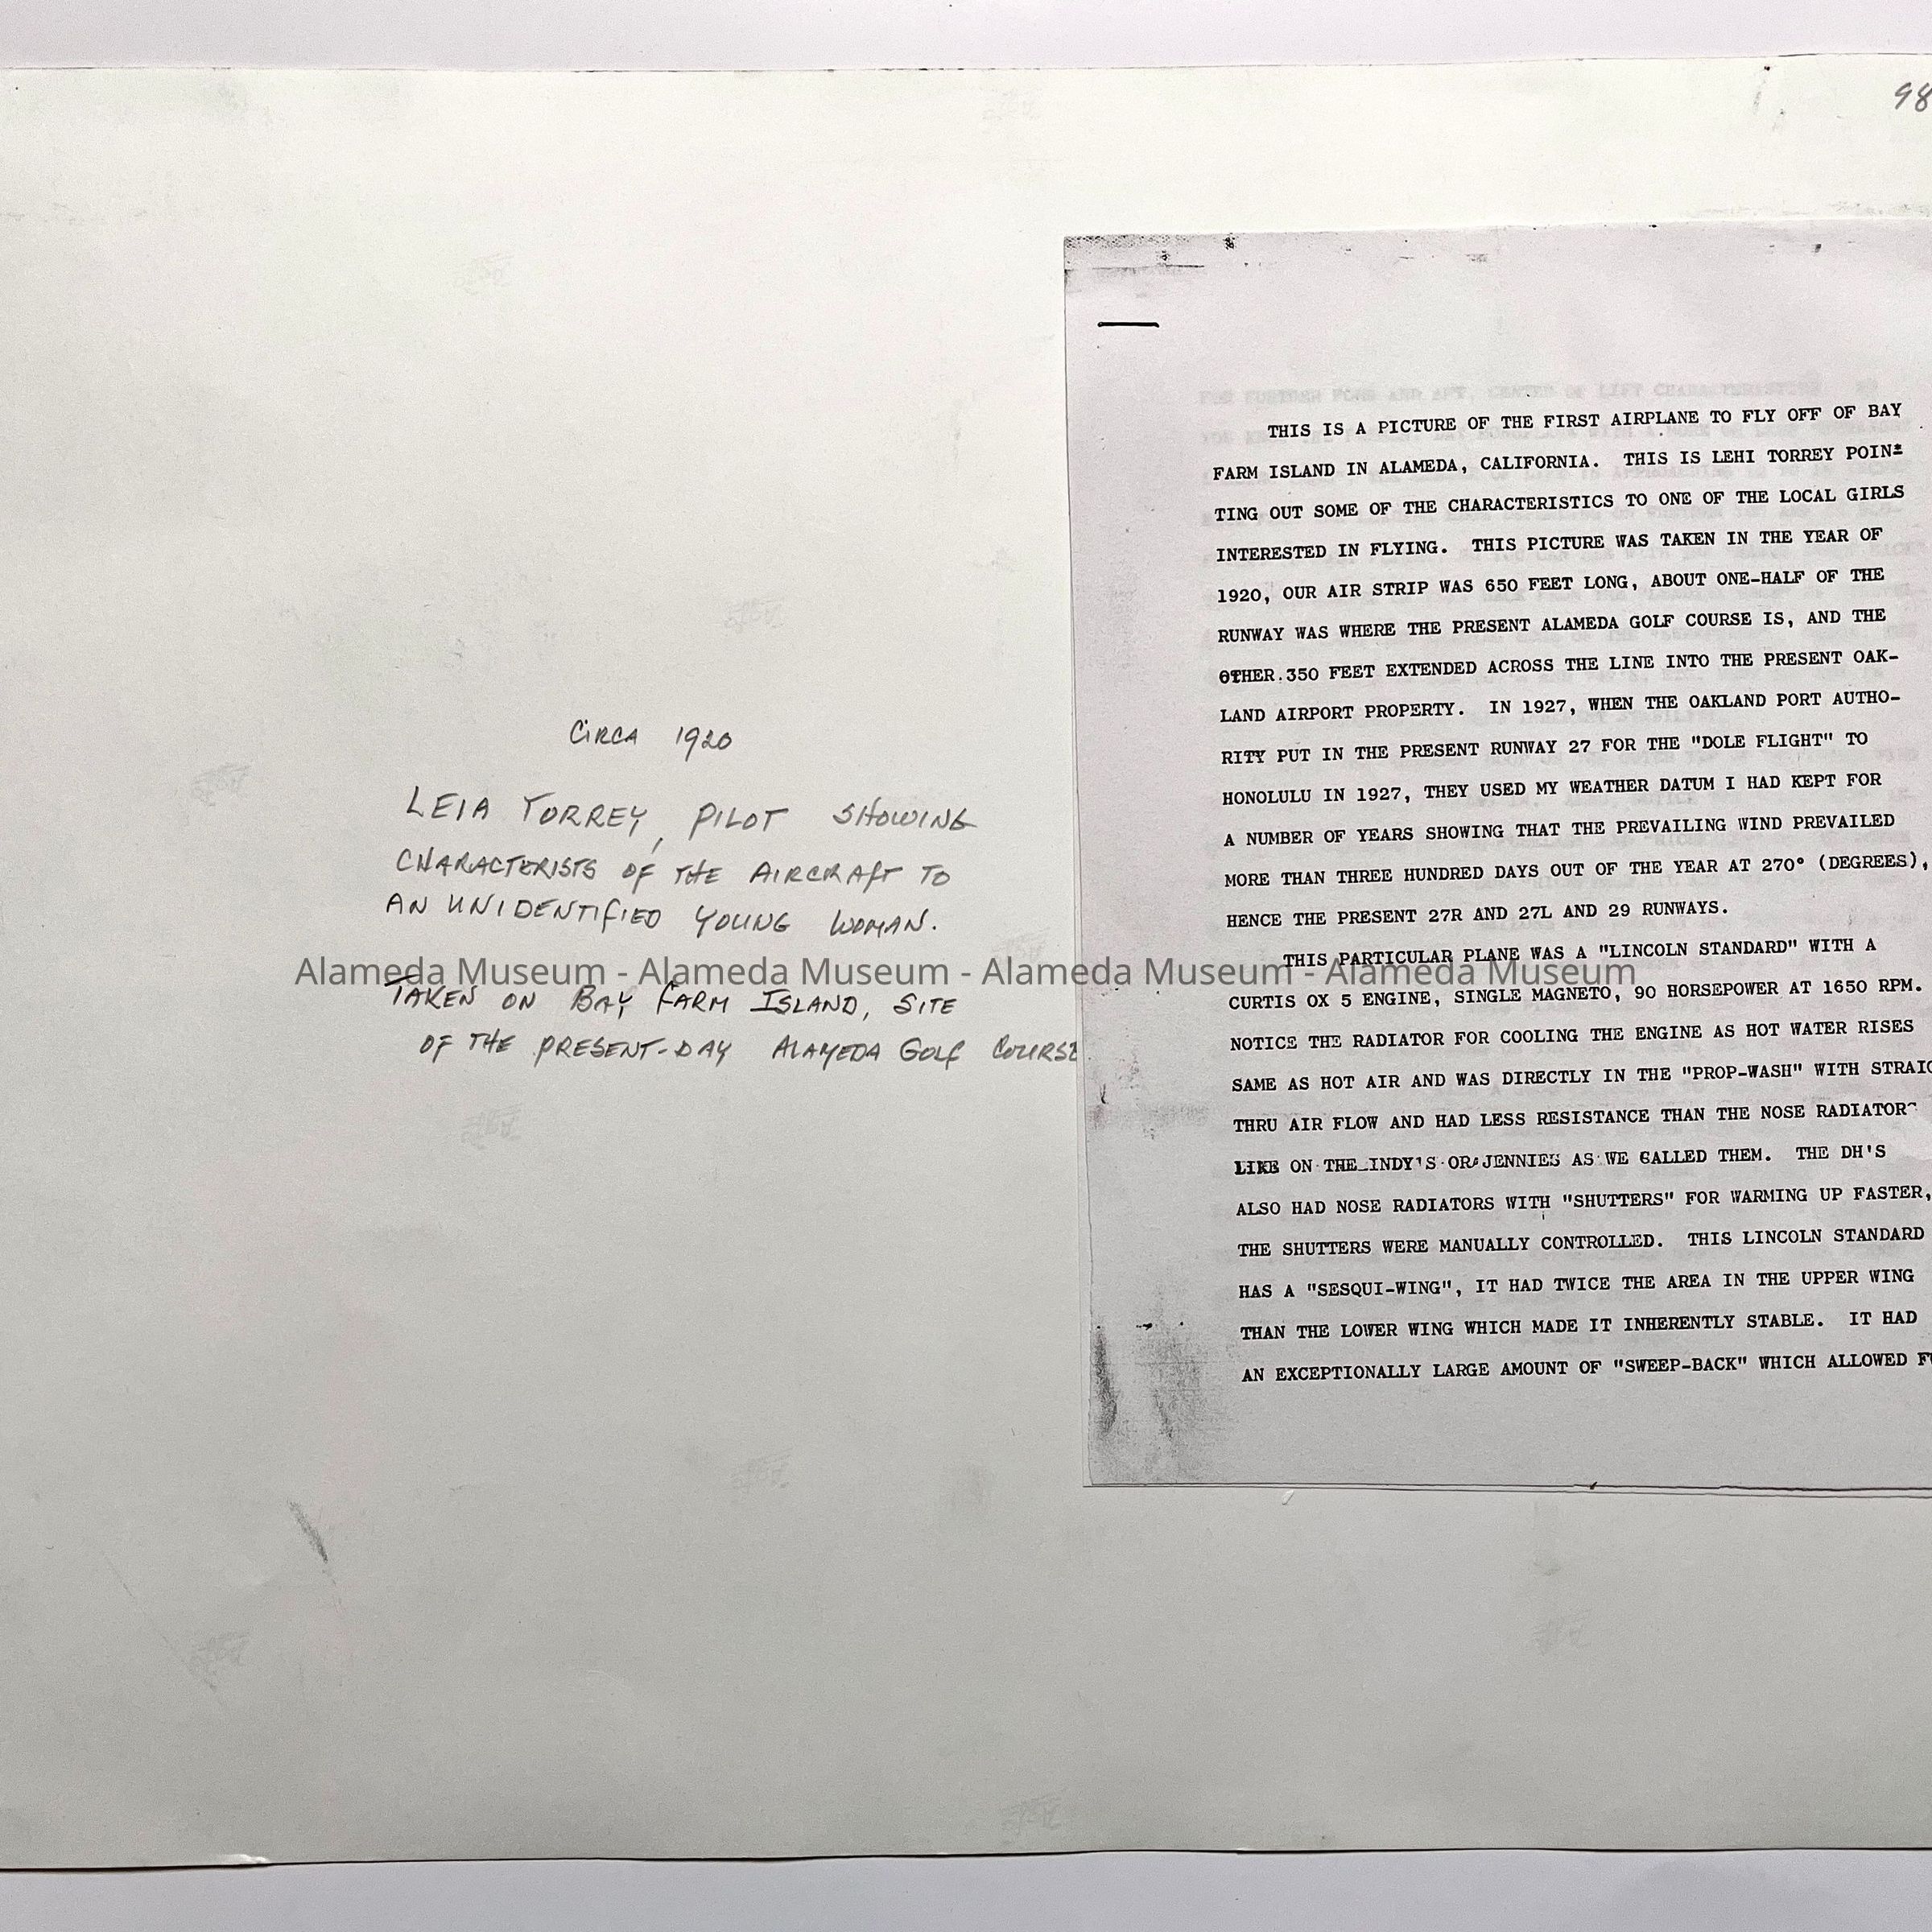 98
CIRCA 1920
LEIA TORREY, PILOT SHOWING
CHARACTERISTS OF THE AIRCRAFT TO
AN UNIDENTIFIED YOUNG WOMAN.
TAKEN ON BAY FARM ISLAND, SITE
OF THE PRESENT-DAY ALAMEDA GOLF COURSE
Alameda Museum - Alameda Museum - Alameda Museum - Alameda Museum
THIS IS A PICTURE OF THE FIRST AIRPLANE TO FLY OFF OF BAY
FARM ISLAND IN ALAMEDA, CALIFORNIA. THIS IS LEHI TORREY POIN-
TING OUT SOME OF THE CHARACTERISTICS TO ONE OF THE LOCAL GIRLS
INTERESTED IN FLYING. THIS PICTURE WAS TAKEN IN THE YEAR OF
1920, OUR AIR STRIP WAS 650 FEET LONG, ABOUT ONE-HALF OF THE
RUNWAY WAS WHERE THE PRESENT ALAMEDA GOLF COURSE IS, AND THE
OTHER 350 FEET EXTENDED ACROSS THE LINE INTO THE PRESENT OAK-
LAND AIRPORT PROPERTY. IN 1927, WHEN THE OAKLAND PORT AUTHO-
RITY PUT IN THE PRESENT RUNWAY 27 FOR THE "DOLE FLIGHT" TO
HONOLULU IN 1927, THEY USED MY WEATHER DATUM I HAD KEPT FOR
A NUMBER OF YEARS SHOWING THAT THE PREVAILING WIND PREVAILED
MORE THAN THREE HUNDRED DAYS OUT OF THE YEAR AT 270° (DEGREES),
HENCE THE PRESENT 27R AND 27L AND 29 RUNWAYS.
THIS PARTICULAR PLANE WAS A "LINCOLN STANDARD" WITH A
CURTIS OX 5 ENGINE, SINGLE MAGNETO, 90 HORSEPOWER AT 1650 RPM.
NOTICE THE RADIATOR FOR COOLING THE ENGINE AS HOT WATER RISES
SAME AS HOT AIR AND WAS DIRECTLY IN THE "PROP-WASH" WITH STRAIG
THRU AIR FLOW AND HAD LESS RESISTANCE THAN THE NOSE RADIATOR
LIKE ON THE INDY'S OR JENNIES AS WE CALLED THEM. THE DH'S
ALSO HAD NOSE RADIATORS WITH "SHUTTERS" FOR WARMING UP FASTER,
THE SHUTTERS WERE MANUALLY CONTROLLED. THIS LINCOLN STANDARD
HAS A "SESQUI-WING", IT HAD TWICE THE AREA IN THE UPPER WING
THAN THE LOWER WING WHICH MADE IT INHERENTLY STABLE. IT HAD
AN EXCEPTIONALLY LARGE AMOUNT OF "SWEEP-BACK" WHICH ALLOWED